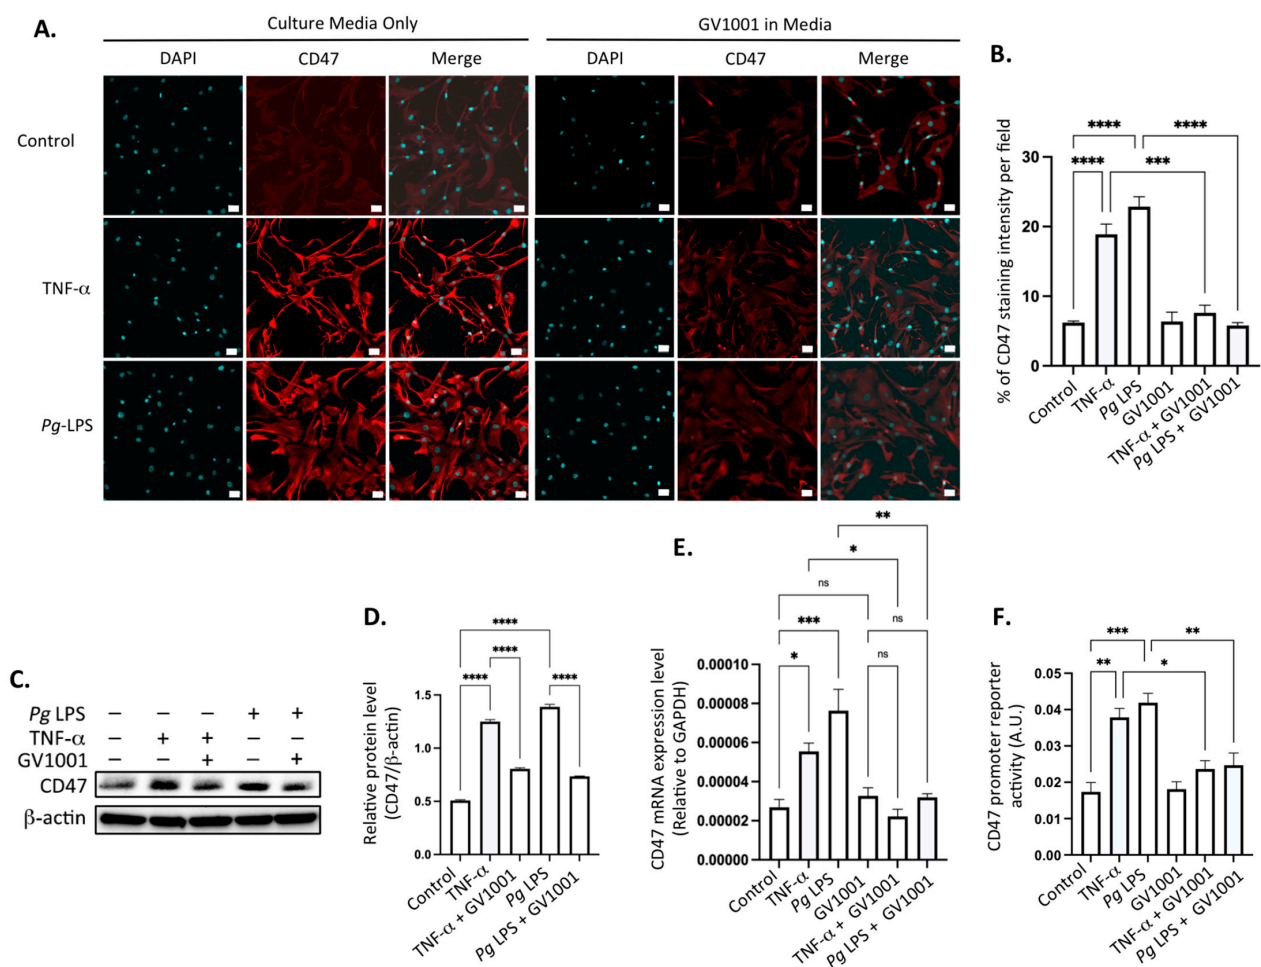 A.
Culture Media Only
GV1001 in Media
DAPI CD47 Merge DAPI CD47 Merge
Control
TNF-α
Pg-LPS
B.
% of CD47 staining intensity per field
**** ****
**** ***
30
20
10
0
Control TNF-α Pg LPS GV1001 TNF-α + GV1001 Pg LPS + GV1001
C.
Pg LPS – – – + +
TNF-α – + + – –
GV1001 – – + – +
CD47
β-actin
D.
Relative protein level
(CD47/β-actin)
****
****
**** ****
1.5
1.0
0.5
0.0
Control TNF-α TNF-α + GV1001 Pg LPS Pg LPS + GV1001
E.
CD47 mRNA expression level
(Relative to GAPDH)
**
*
ns
*** ns
* ns
0.00010
0.00008
0.00006
0.00004
0.00002
0.00000
Control TNF-α Pg LPS GV1001 TNF-α + GV1001 Pg LPS + GV1001
F.
CD47 promoter reporter
activity (A.U.)
*** **
** *
0.05
0.04
0.03
0.02
0.01
0.00
Control TNF-α Pg LPS GV1001 TNF-α + GV1001 Pg LPS + GV1001